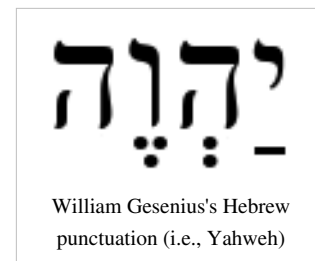 יַהְוֶה
William Gesenius's Hebrew
punctuation (i.e., Yahweh)